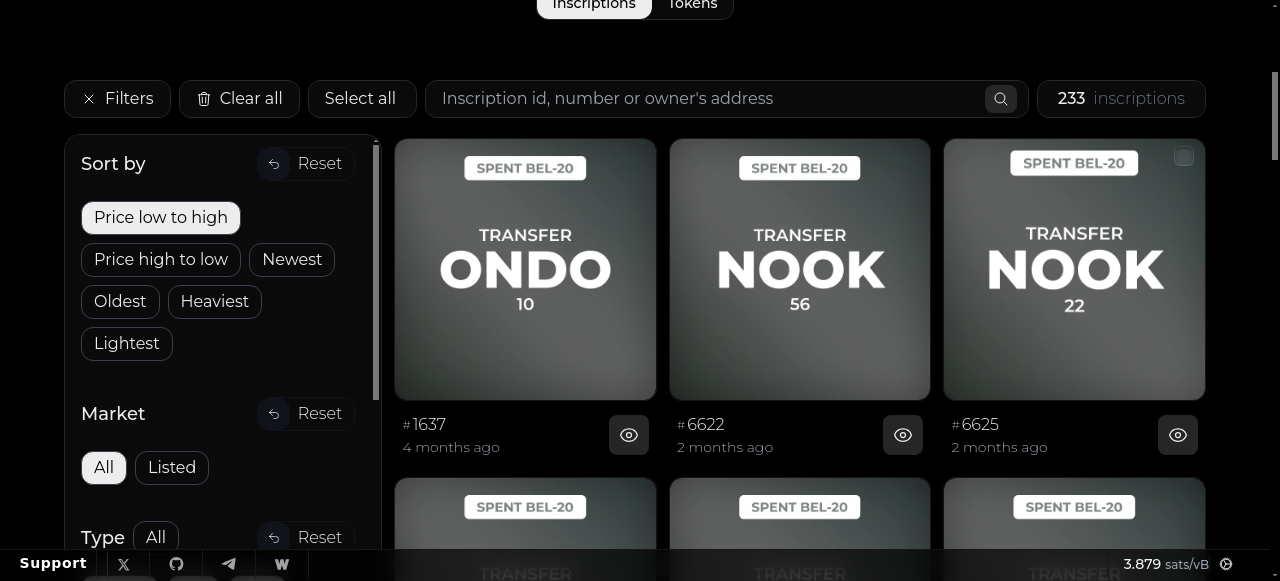 Inscriptions Tokens
Filters Clear all Select all Inscription id, number or owner's address 233 inscriptions
Sort by Reset
Price low to high
Price high to low Newest
Oldest Heaviest
Lightest
Market Reset
All Listed
Type All Reset
SPENT BEL-20
TRANSFER
ONDO
10
#1637
4 months ago
SPENT BEL-20
TRANSFER
NOOK
56
#6622
2 months ago
SPENT BEL-20
TRANSFER
NOOK
22
#6625
2 months ago
SPENT BEL-20
TRANSFER
SPENT BEL-20
TRANSFER
SPENT BEL-20
TRANSFER
Support 3.879 sats/vB